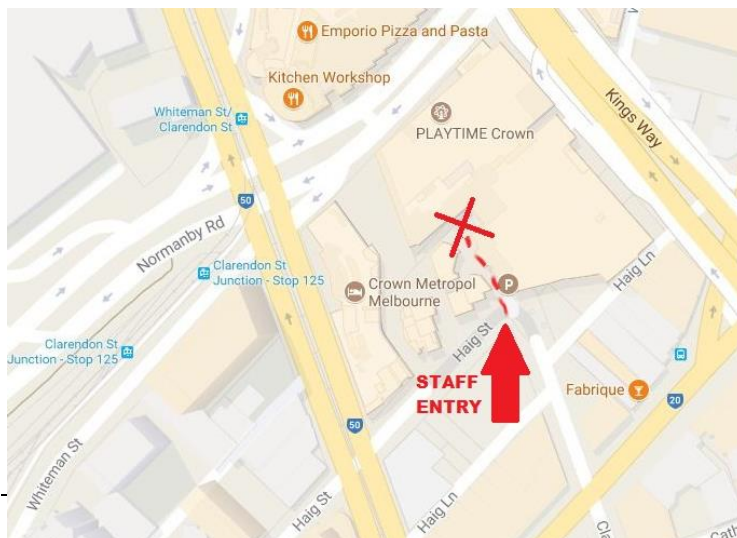 Emporio Pizza and Pasta
Kitchen Workshop
Whiteman St/
Clarendon St
PLAYTIME Crown
Kings Way
50
Normanby Rd
Clarendon St
Junction - Stop 125
Crown Metropol
Melbourne
P
Haig Ln
Clarendon St
Junction - Stop 125
Haig St
STAFF
ENTRY
Fabrique
20
50
Whiteman St
Haig St
Haig Ln